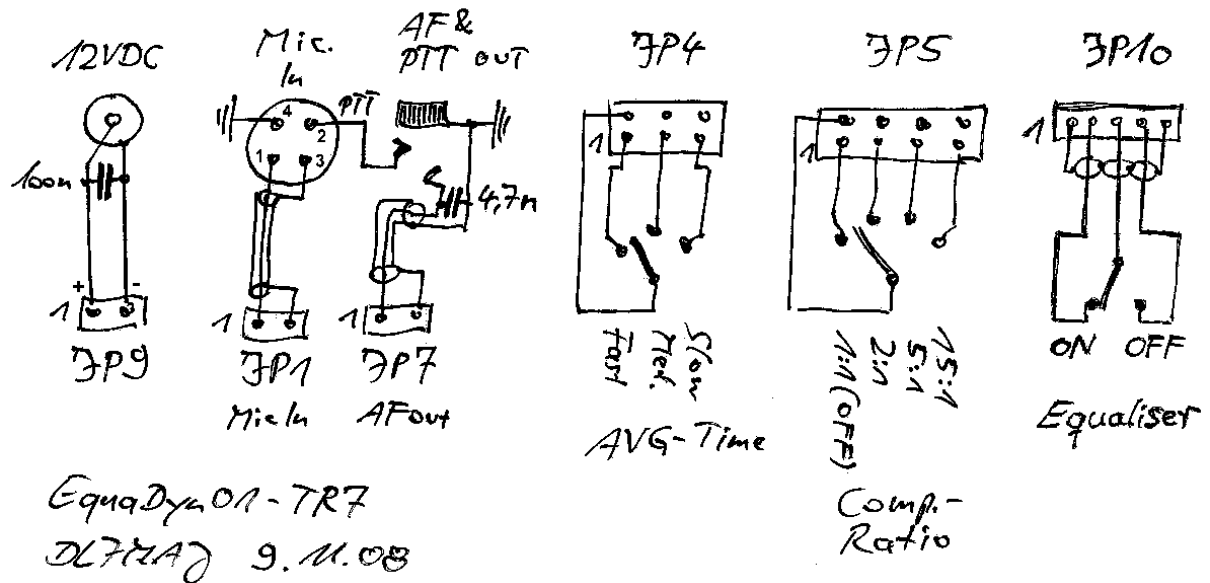 12VDC
Mic.
In
AF &
PTT out
JP4
JP5
JP10
PTT
4
2
1
3
100n
4,7n
1
1
1
+
-
1
1
1
JP9
JP1
Mic In
JP7
AF out
Fast
Med.
Slow
AVG-Time
1:1 (OFF)
2:1
5:1
15:1
Comp.-
Ratio
ON OFF
Equaliser
EquaDyn01-TR7
DL7MAJ 9.11.08